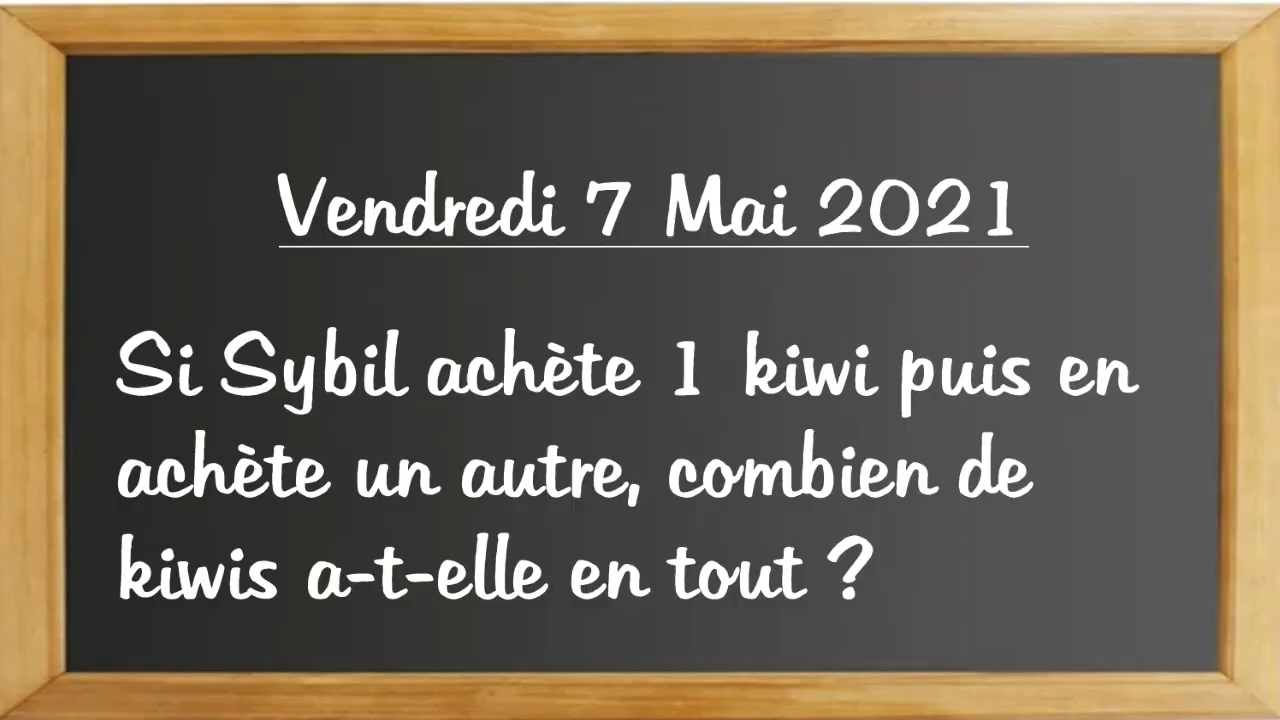 Vendredi 7 Mai 2021
Si Sybil achète 1 kiwi puis en
achète un autre, combien de
kiwis a-t-elle en tout ?